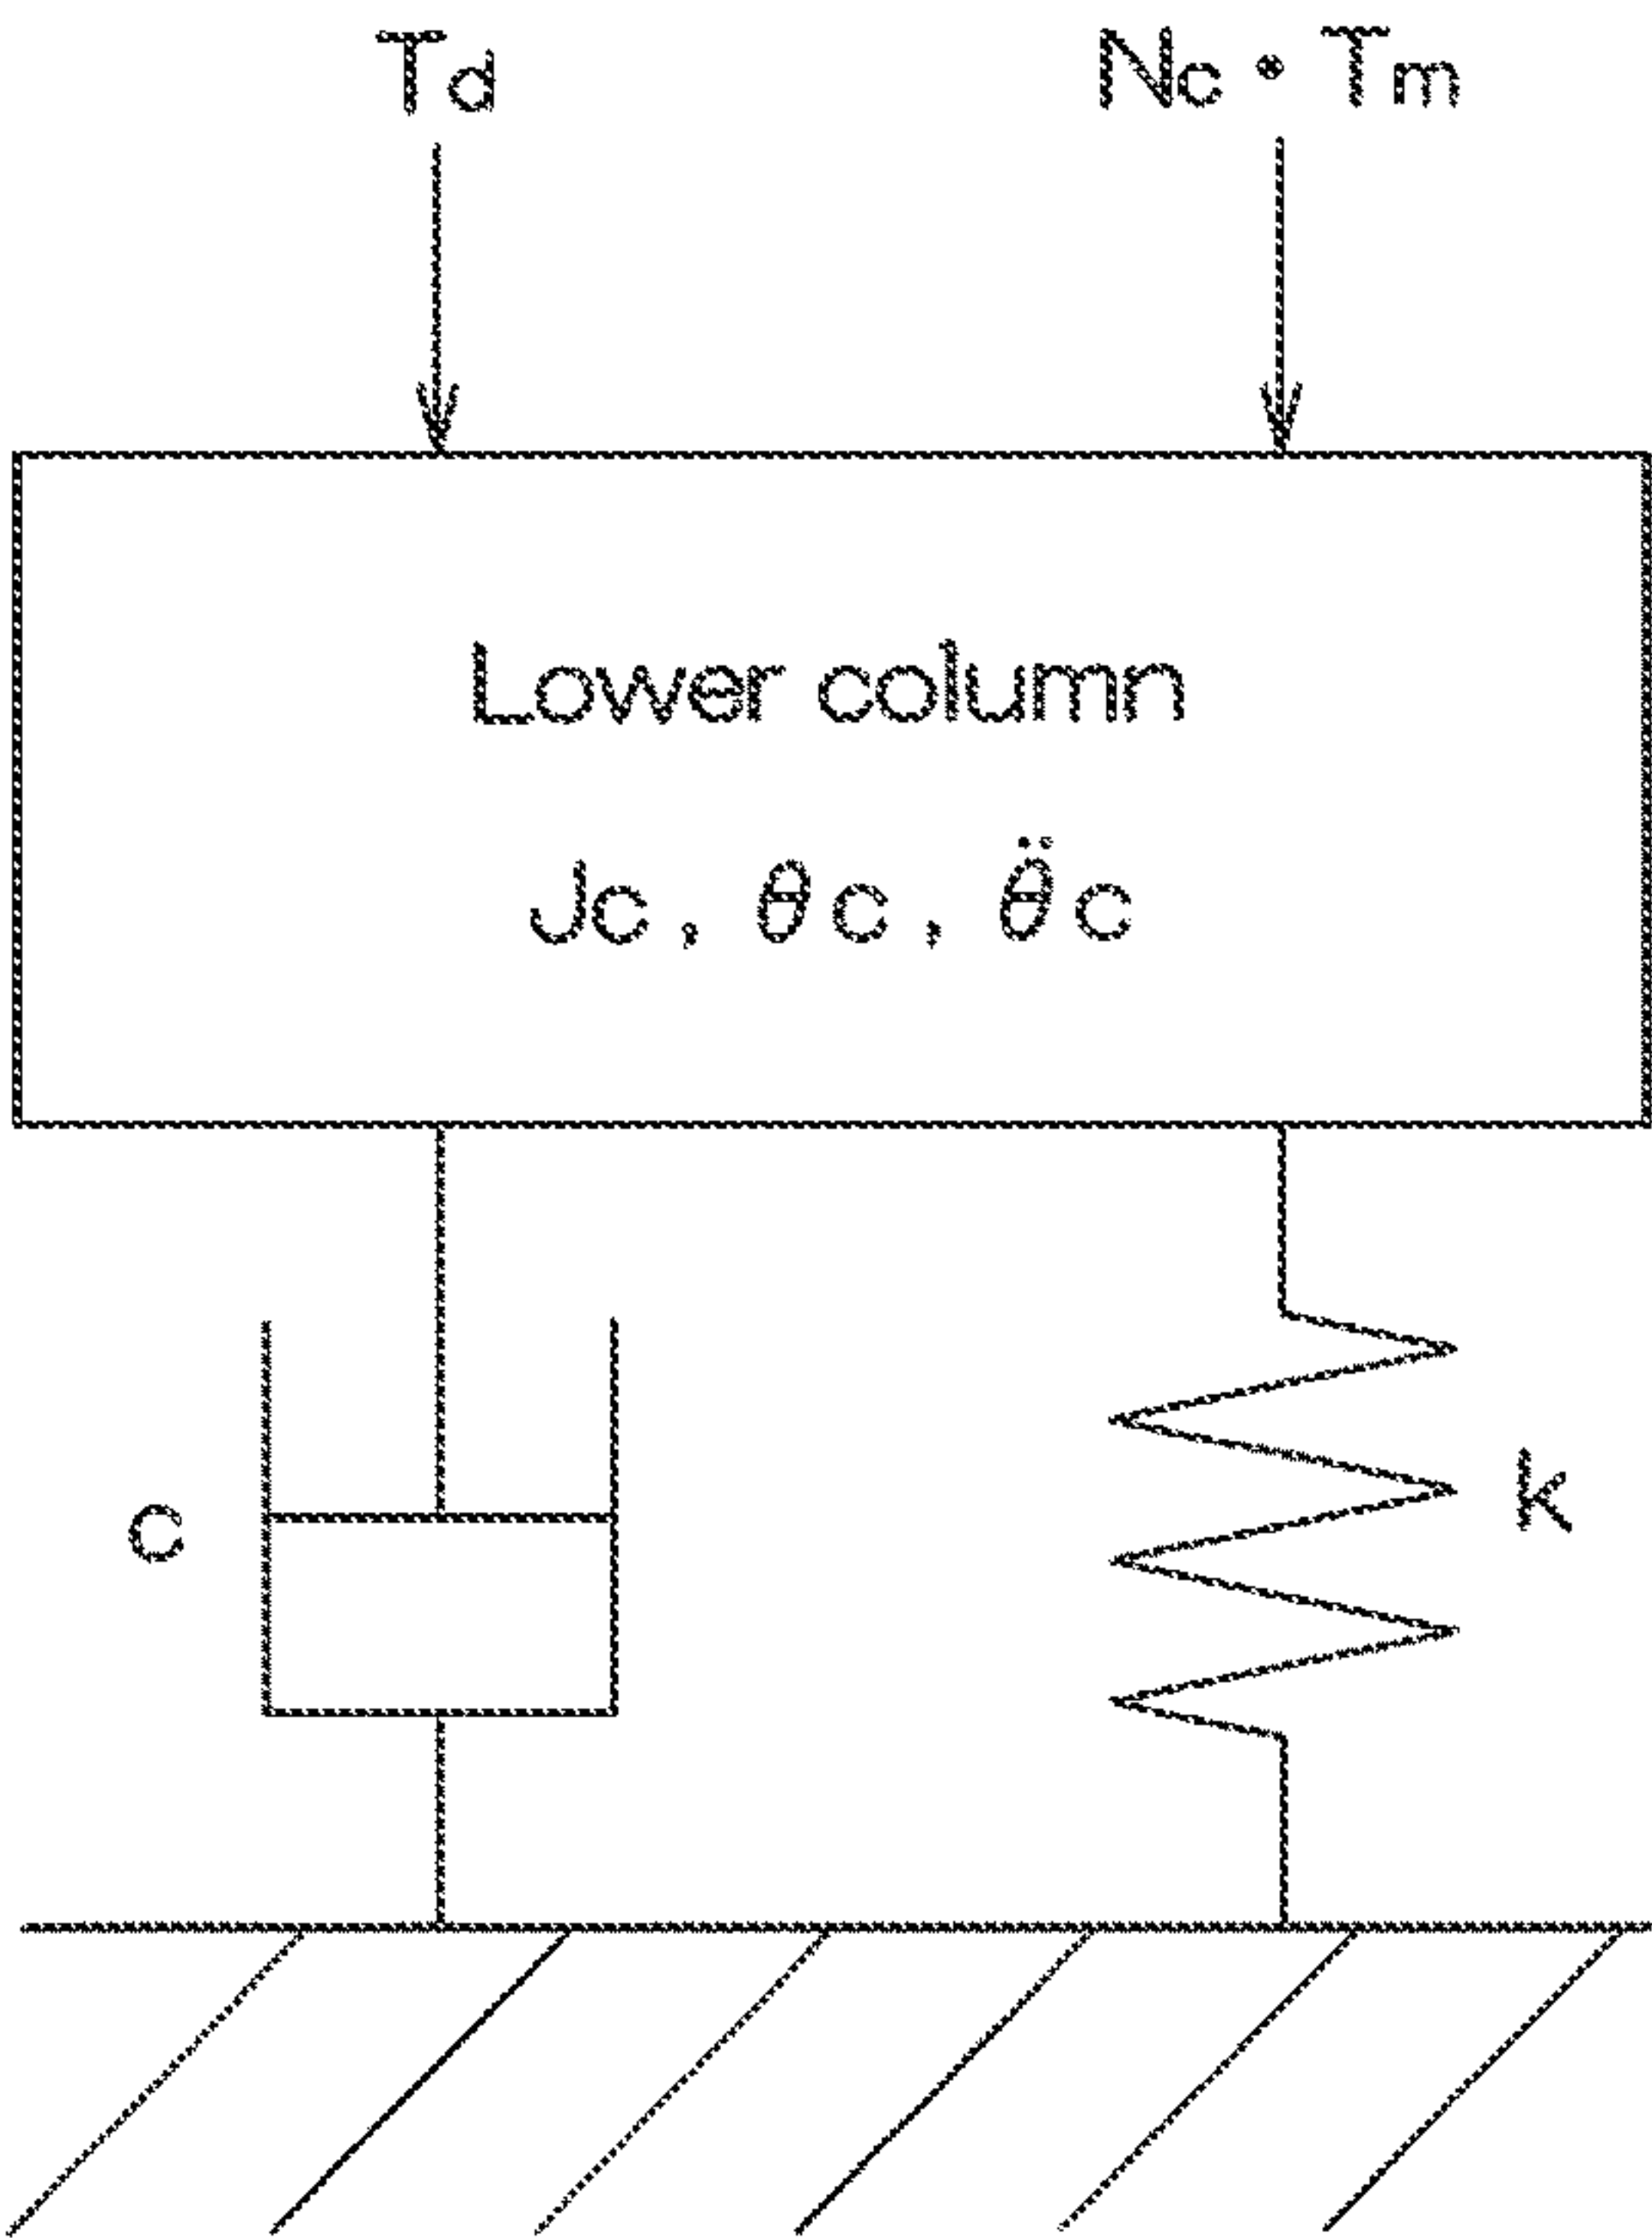 Td
Nc・Tm
Lower column
Jc, θc, θ̈c
c
k